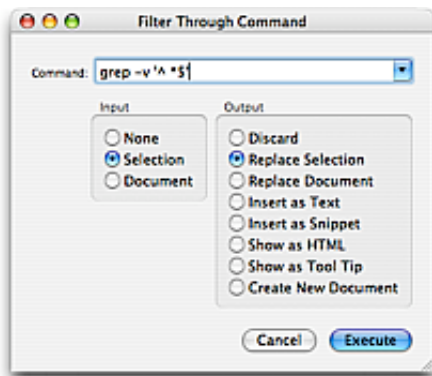 Filter Through Command
Command: grep -v '^ *$'
Input
None
Selection
Document
Output
Discard
Replace Selection
Replace Document
Insert as Text
Insert as Snippet
Show as HTML
Show as Tool Tip
Create New Document
Cancel Execute